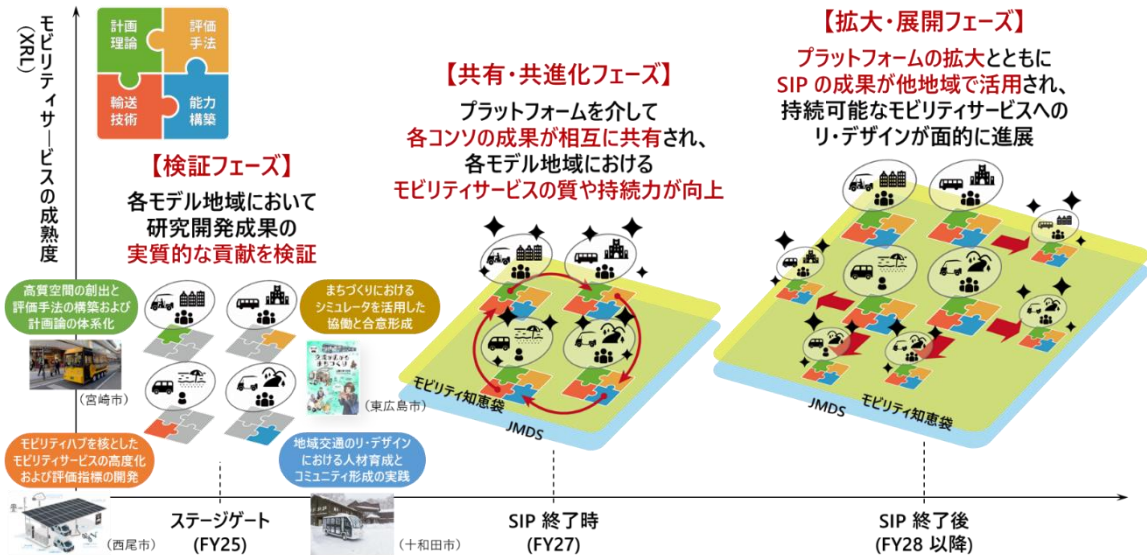 モビリティサービスの成熟度
(XRL)
計画
理論
評価
手法
輸送
技術
能力
構築
【検証フェーズ】
各モデル地域において
研究開発成果の
実質的な貢献を検証
高質空間の創出と
評価手法の構築および
計画論の体系化
(宮崎市)
まちづくりにおける
シミュレータを活用した
協働と合意形成
(東広島市)
モビリティハブを核とした
モビリティサービスの高度化
および評価指標の開発
(西尾市)
地域交通のリ・デザイン
における人材育成と
コミュニティ形成の実践
(十和田市)
【共有・共進化フェーズ】
プラットフォームを介して
各コンソの成果が相互に共有され、
各モデル地域における
モビリティサービスの質や持続力が向上
モビリティ知恵袋
JMDS
【拡大・展開フェーズ】
プラットフォームの拡大とともに
SIP の成果が他地域で活用され、
持続可能なモビリティサービスへの
リ・デザインが面的に進展
JMDS
モビリティ知恵袋
ステージゲート
(FY25)
SIP 終了時
(FY27)
SIP 終了後
(FY28 以降)